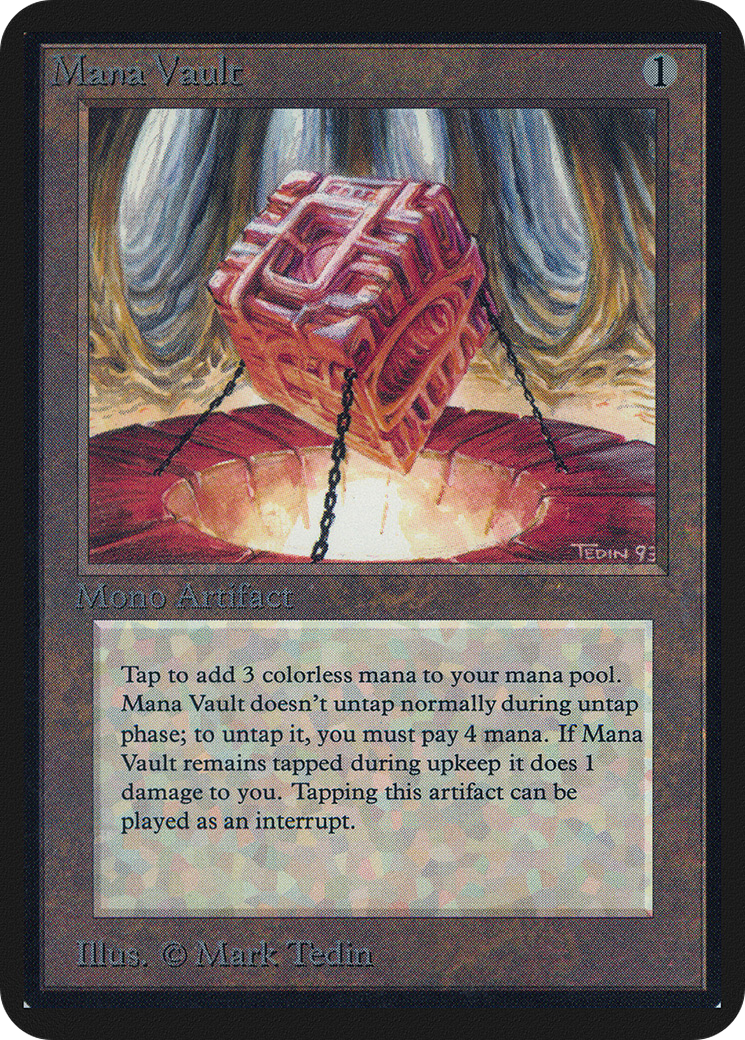 Mana Vault
1
TEDIN 93
Mono Artifact
Tap to add 3 colorless mana to your mana pool.
Mana Vault doesn't untap normally during untap
phase; to untap it, you must pay 4 mana. If Mana
Vault remains tapped during upkeep it does 1
damage to you. Tapping this artifact can be
played as an interrupt.
Illus. © Mark Tedin